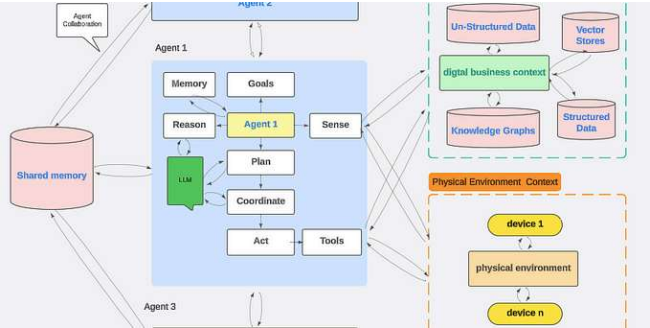 Agent
Collaboration
Agent 2
Agent 1
Memory
Goals
Reason
Agent 1
Sense
LLM
Plan
Coordinate
Act
Tools
Shared memory
Agent 3
Un-Structured Data
Vector
Stores
digtal business context
Knowledge Graphs
Structured
Data
Physical Environment Context
device 1
physical environment
device n